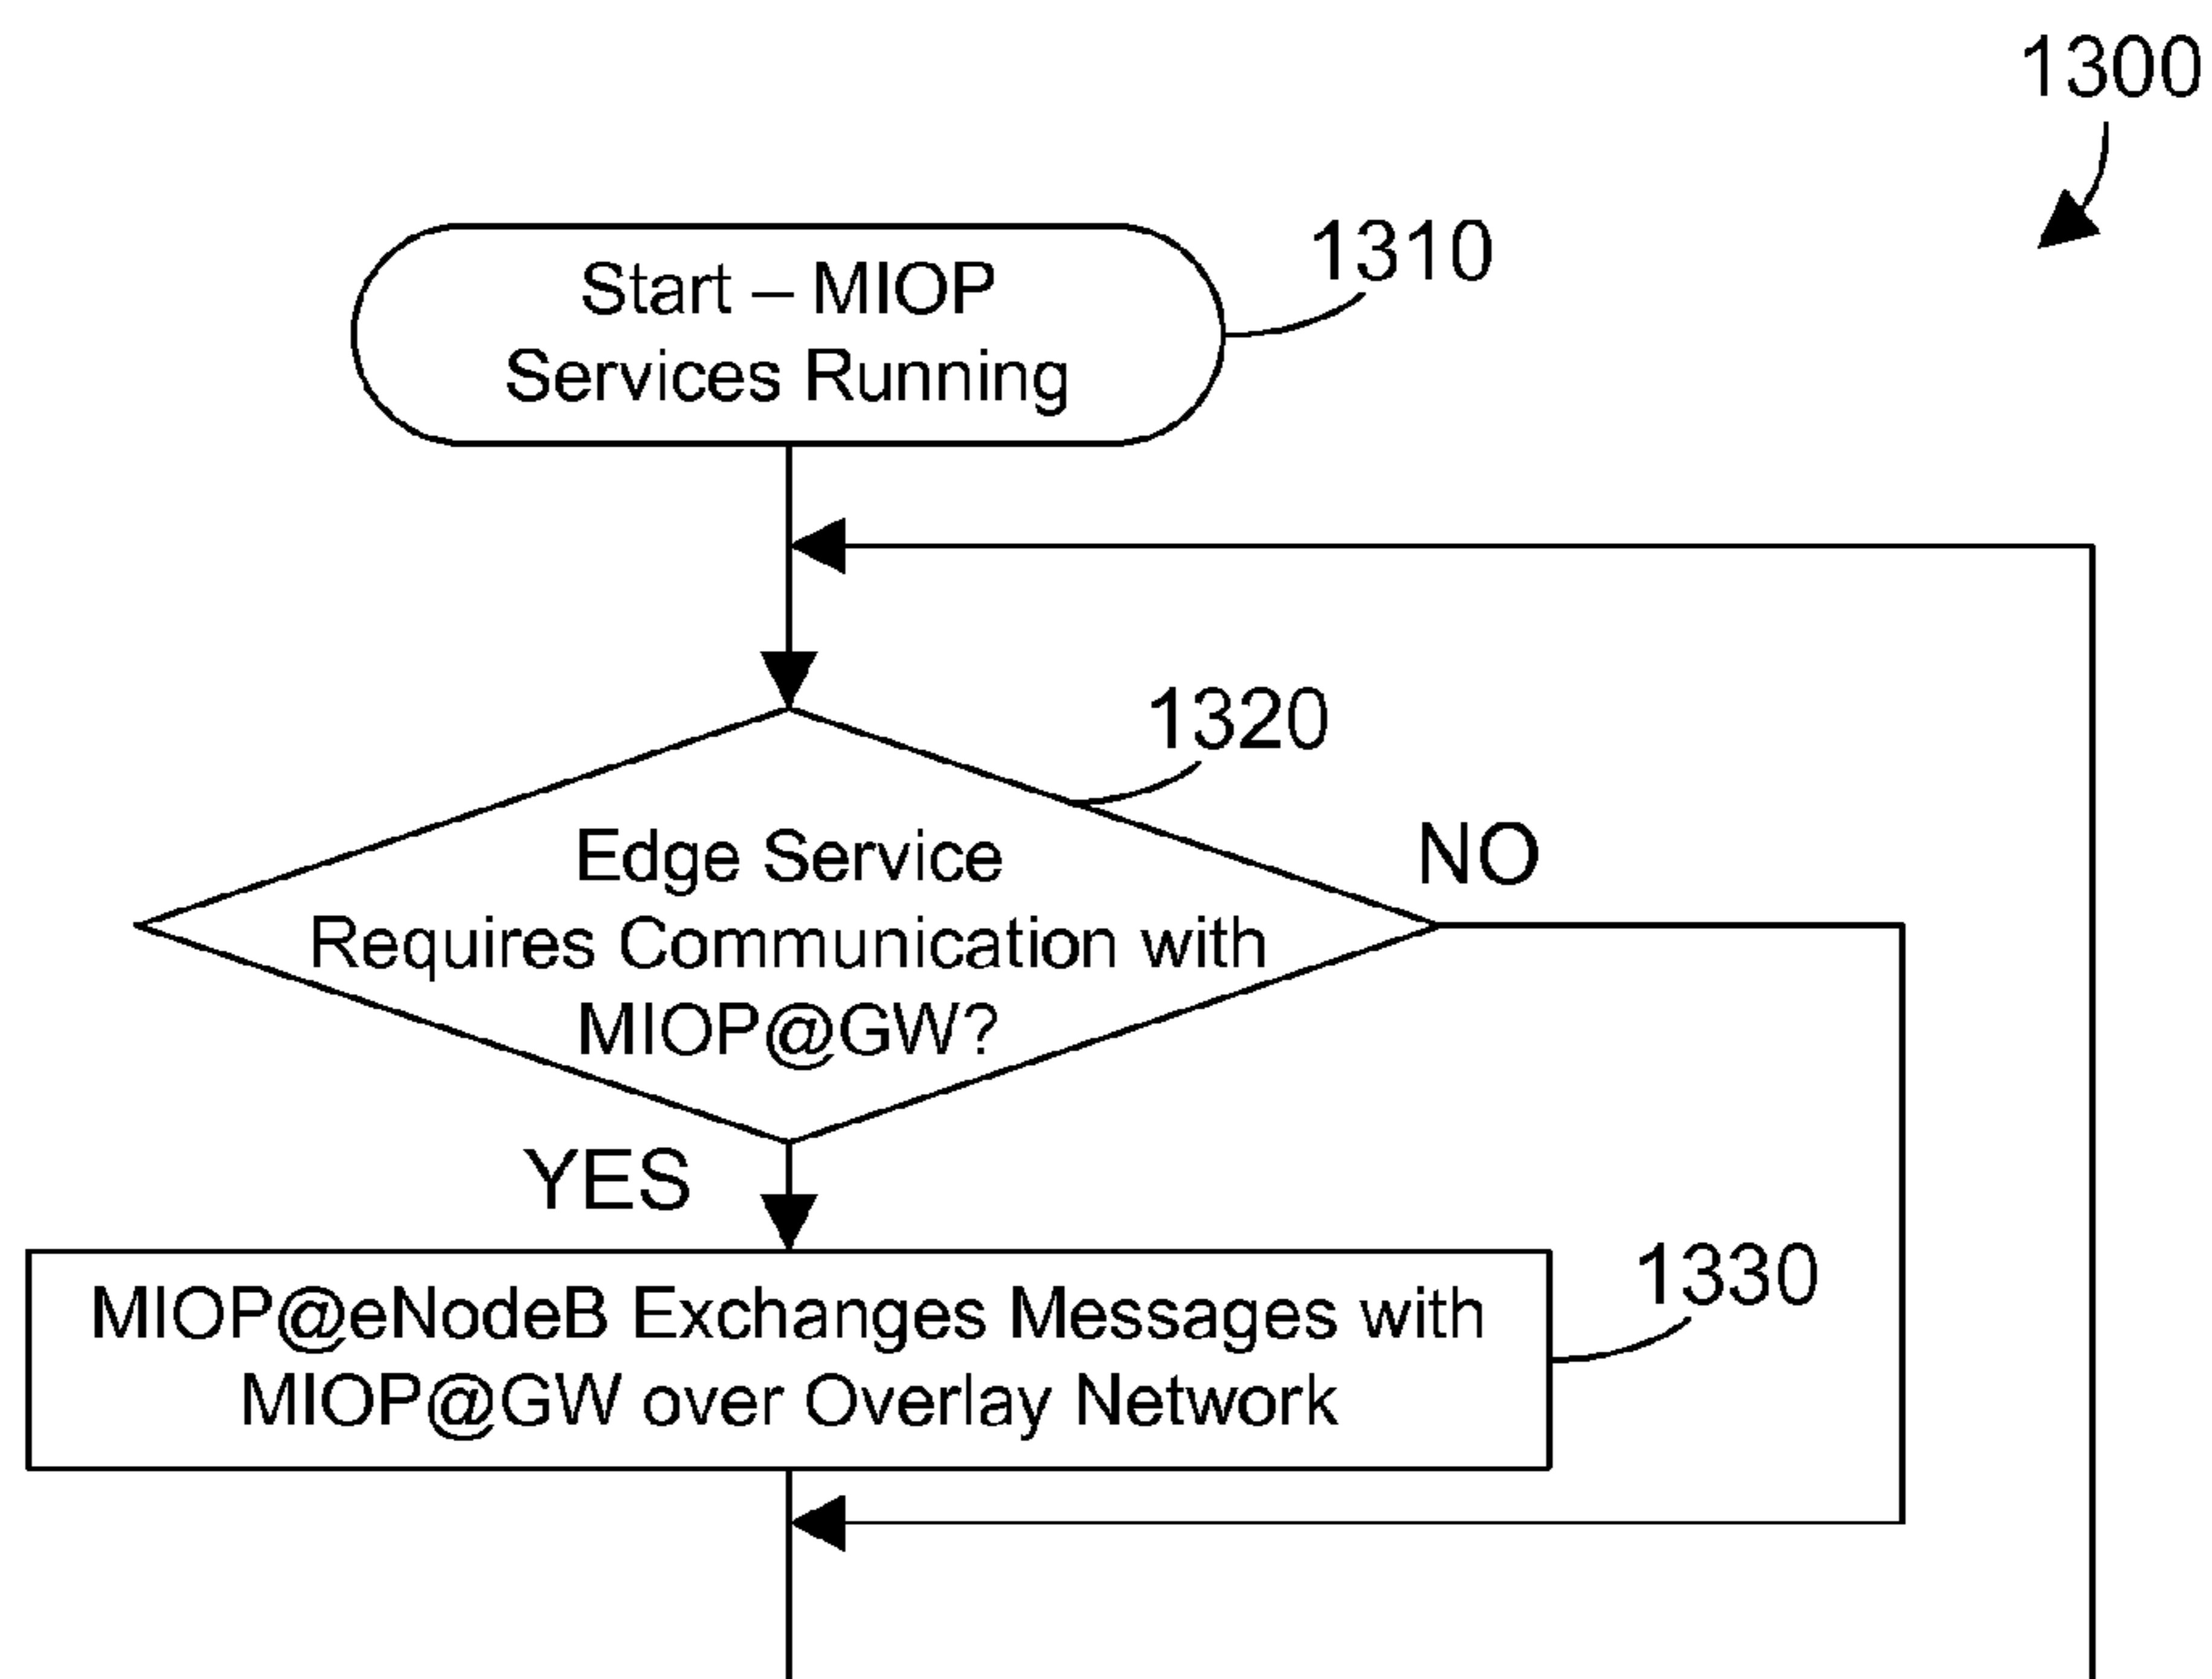 1300
Start – MIOP
Services Running
1310
1320
Edge Service
Requires Communication with
MIOP@GW?
NO
YES
MIOP@eNodeB Exchanges Messages with
MIOP@GW over Overlay Network
1330